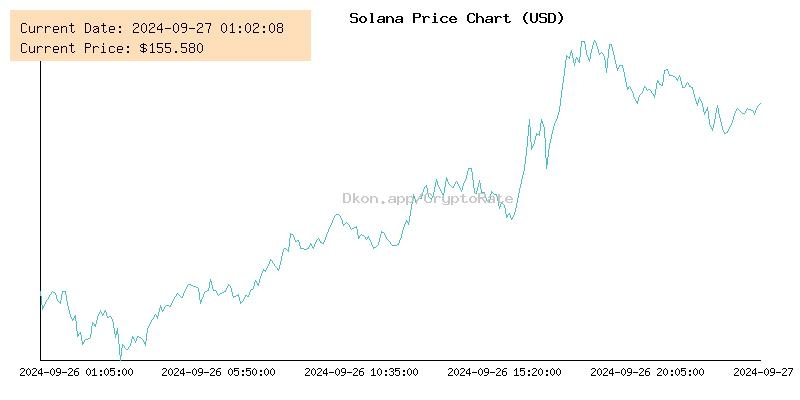 Solana Price Chart (USD)
Current Date: 2024-09-27 01:02:08
Current Price: $155.580
Dkon.app/CryptoRate
2024-09-26 01:05:00
2024-09-26 05:50:00
2024-09-26 10:35:00
2024-09-26 15:20:00
2024-09-26 20:05:00
2024-09-27